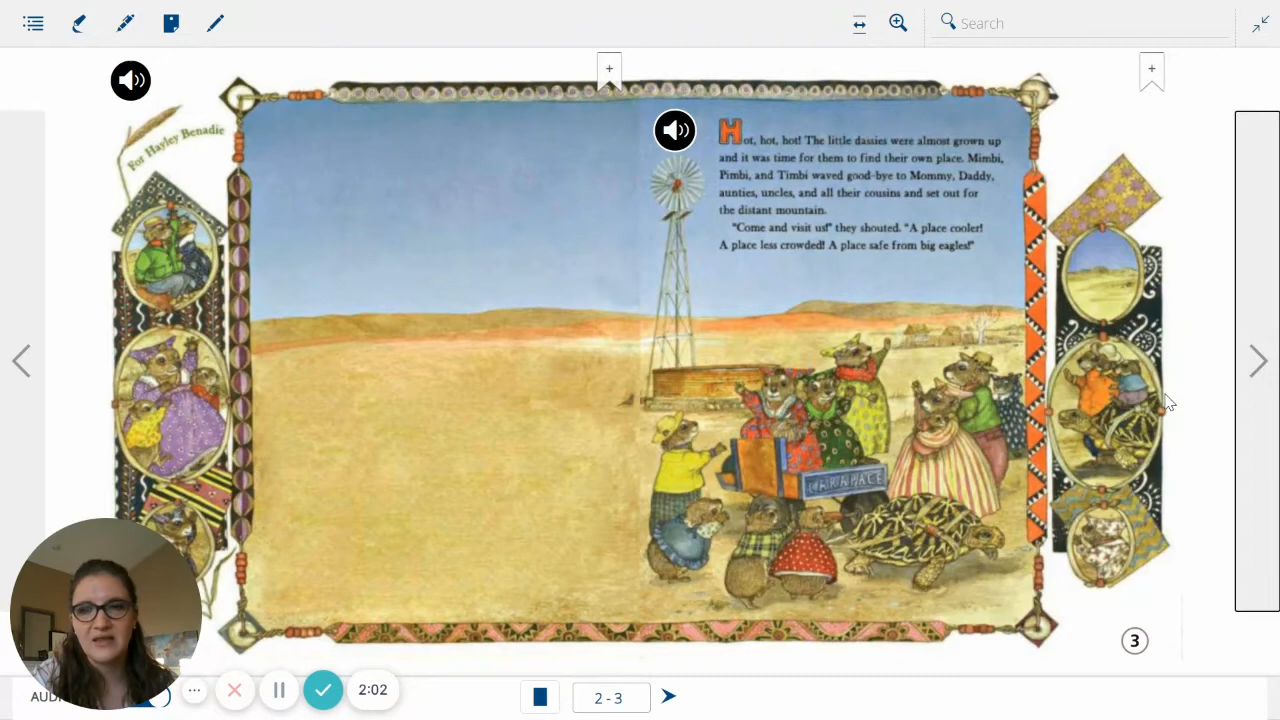 Search
+
+
For Hayley Benadie
Hot, hot, hot! The little dassies were almost grown up
and it was time for them to find their own place. Mimbi,
Pimbi, and Timbi waved good-bye to Mommy, Daddy,
aunties, uncles, and all their cousins and set out for
the distant mountain.
"Come and visit us!" they shouted. "A place cooler!
A place less crowded! A place safe from big eagles!"
CARAPACE
3
2:02
2 - 3